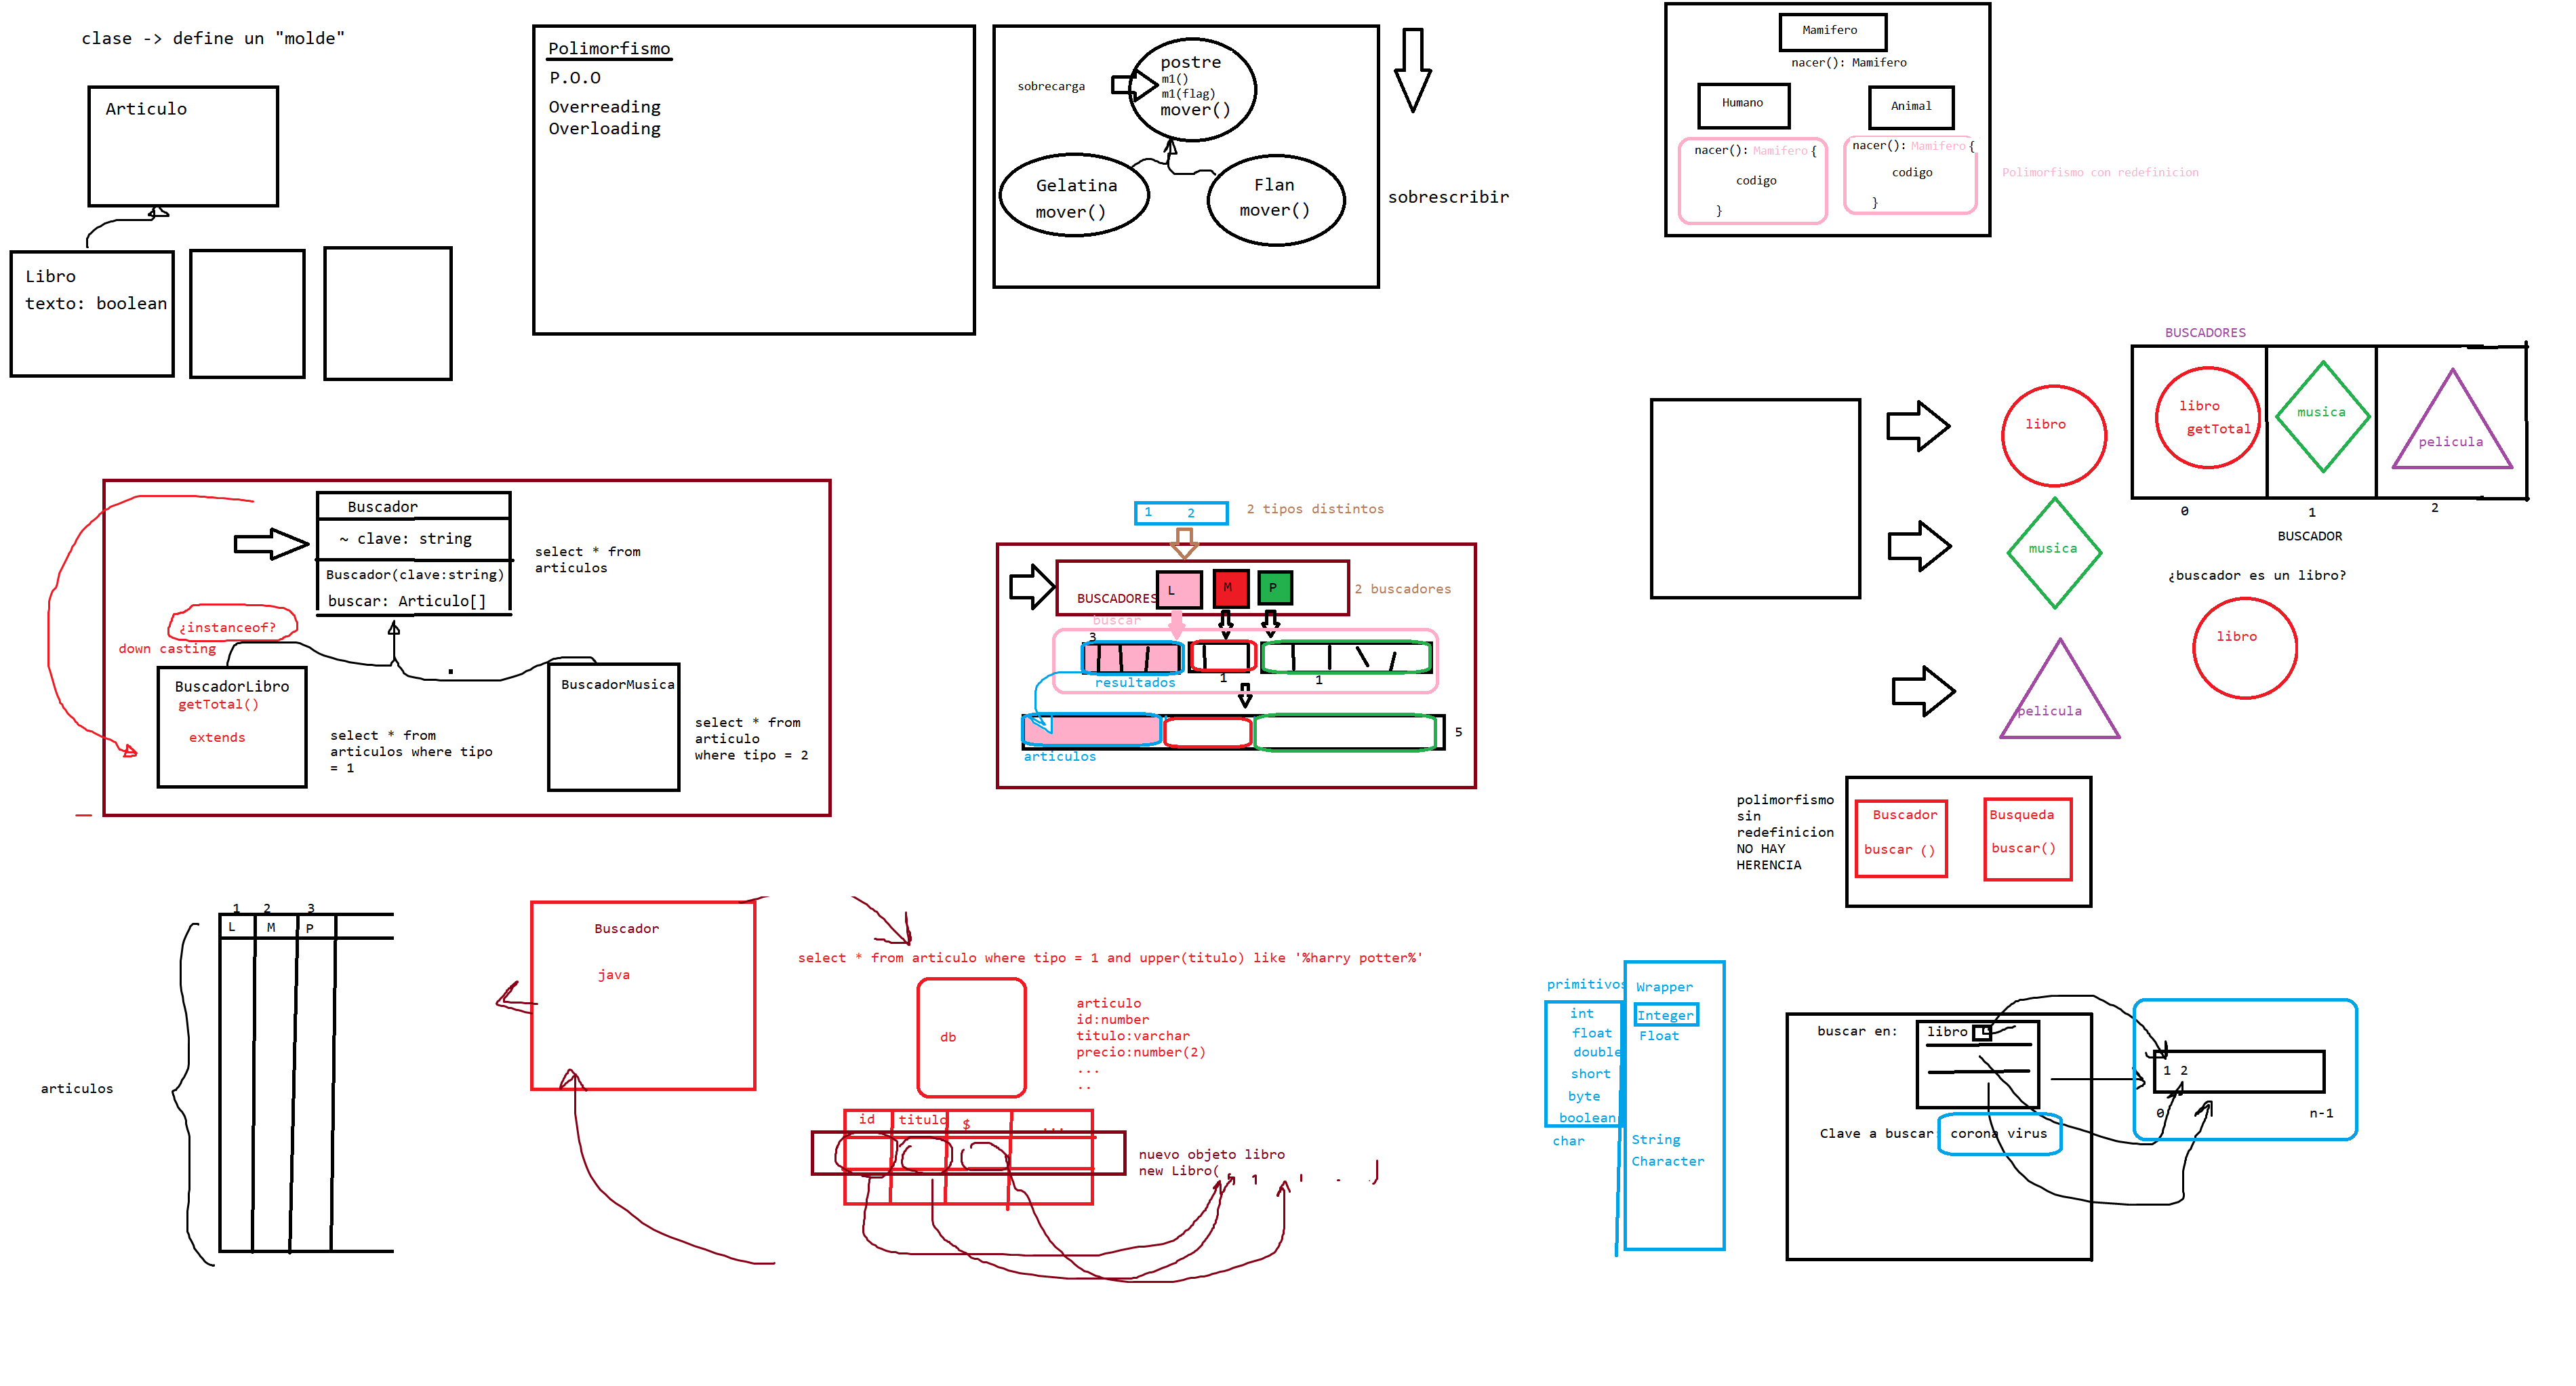 clase -> define un "molde"
Articulo
Libro
texto: boolean
Polimorfismo
P.O.O
Overreading
Overloading
sobrecarga
postre
m1()
m1(flag)
mover()
Gelatina
mover()
Flan
mover()
sobrescribir
Mamifero
nacer(): Mamifero
Humano
Animal
nacer(): Mamifero {
codigo
}
nacer(): Mamifero {
codigo
}
Polimorfismo con redefinicion
BUSCADORES
libro
getTotal
musica
pelicula
0
1
2
BUSCADOR
¿buscador es un libro?
libro
libro
musica
pelicula
Buscador
~ clave: string
Buscador(clave:string)
buscar: Articulo[]
select * from
articulos
¿instanceof?
down casting
BuscadorLibro
getTotal()
extends
select * from
articulos where tipo
= 1
BuscadorMusica
select * from
articulo
where tipo = 2
1 2
2 tipos distintos
BUSCADORES
L
M
P
2 buscadores
buscar
3
resultados
1
1
5
articulos
polimorfismo
sin
redefinicion
NO HAY
HERENCIA
Buscador
buscar ()
Busqueda
buscar()
1 2 3
L M P
articulos
Buscador
java
select * from articulo where tipo = 1 and upper(titulo) like '%harry potter%'
db
articulo
id:number
titulo:varchar
precio:number(2)
...
..
id titulo $ ...
nuevo objeto libro
new Libro(
primitivos
int
float
double
short
byte
boolean
char
Wrapper
Integer
Float
String
Character
buscar en:
libro
Clave a buscar
corona virus
1 2
0
n-1